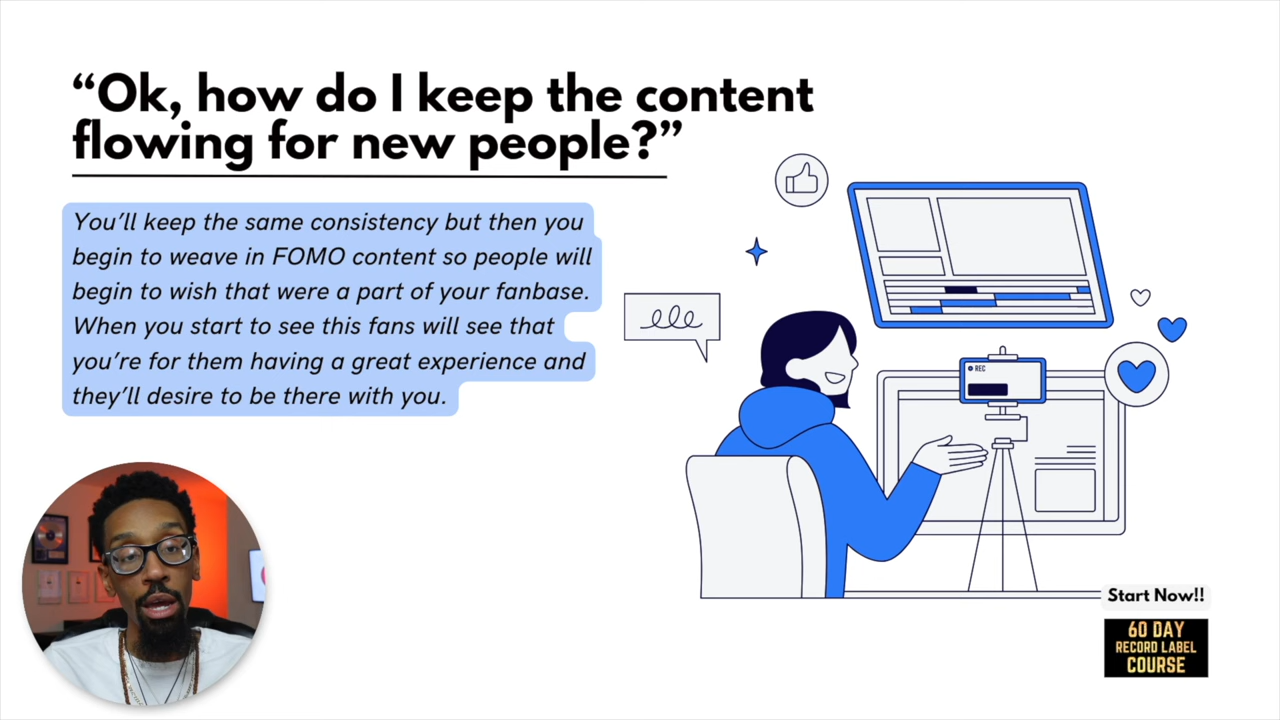 “Ok, how do I keep the content
flowing for new people?”
You’ll keep the same consistency but then you
begin to weave in FOMO content so people will
begin to wish that were a part of your fanbase.
When you start to see this fans will see that
you’re for them having a great experience and
they’ll desire to be there with you.
REC
Start Now!!
60 DAY
RECORD LABEL
COURSE